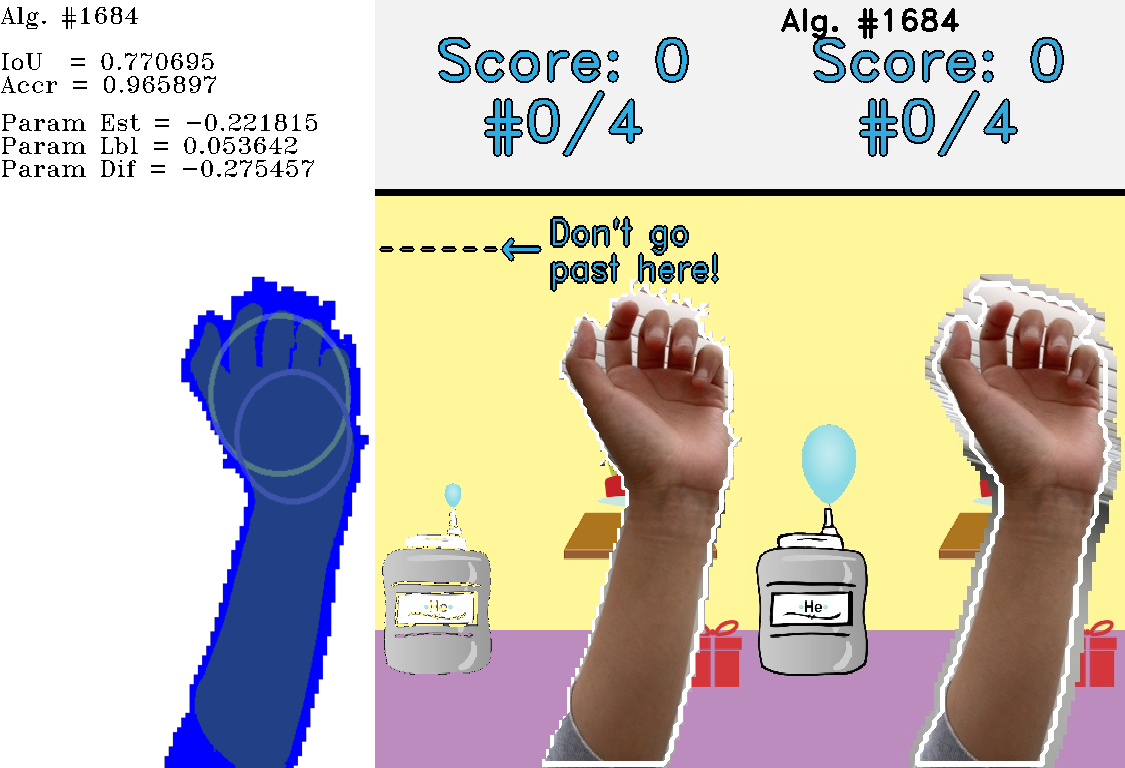 Alg. #1684
IoU = 0.770695
Accr = 0.965897
Param Est = -0.221815
Param Lbl = 0.053642
Param Dif = -0.275457
Score: 0
#0/4
Don't go
past here!
He
Alg. #1684
Score: 0
#0/4
He